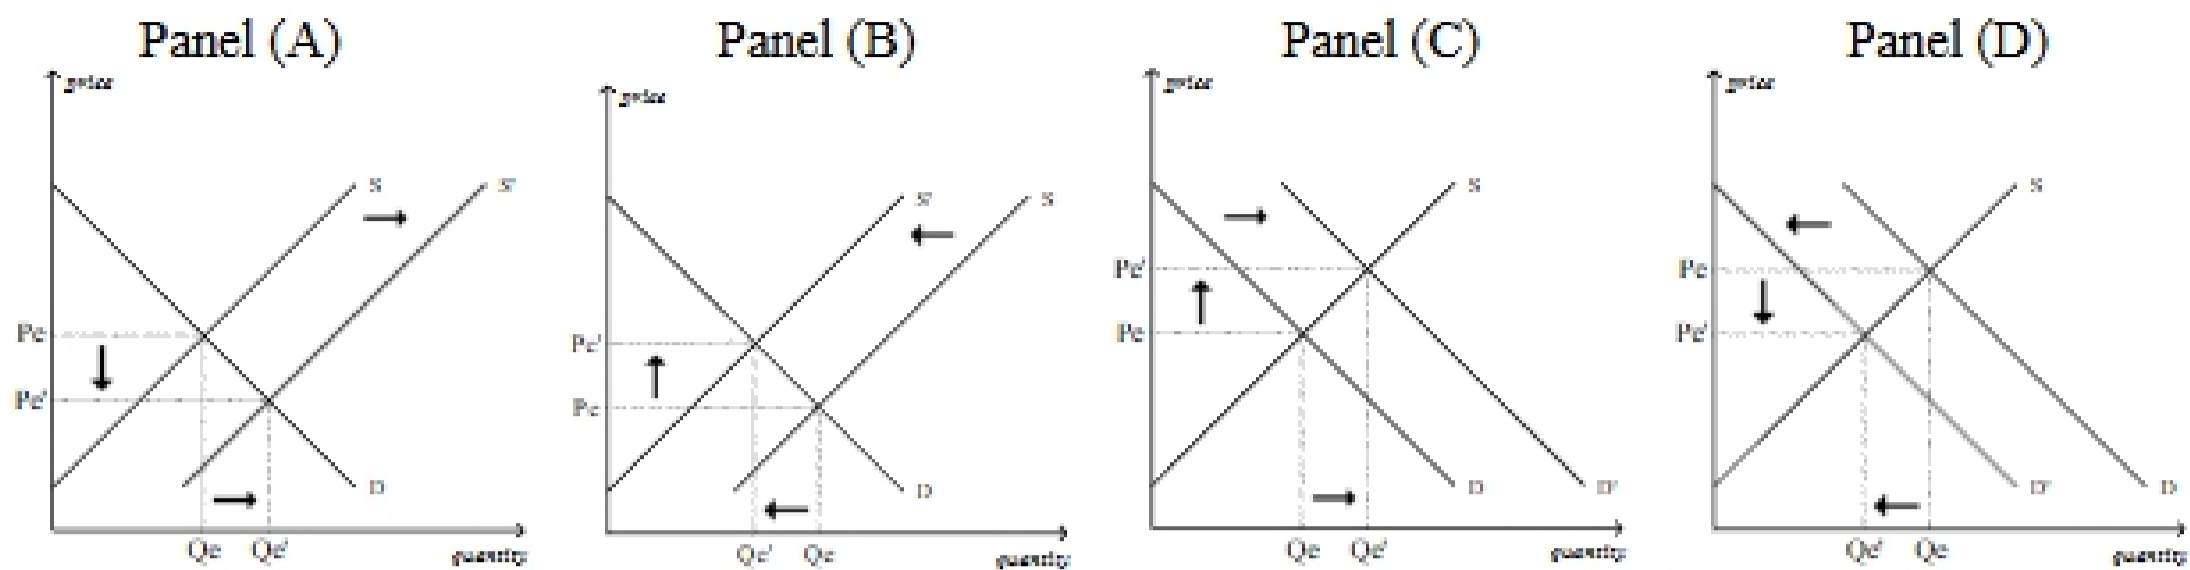 Panel (A)
price
S
S'
Pe
Pe'
D
Qe
Qe'
quantity
Panel (B)
price
S'
S
Pe'
Pe
D
Qe'
Qe
quantity
Panel (C)
price
S
Pe'
Pe
D
D'
Qe
Qe'
quantity
Panel (D)
price
S
Pe
Pe'
D'
D
Qe'
Qe
quantity